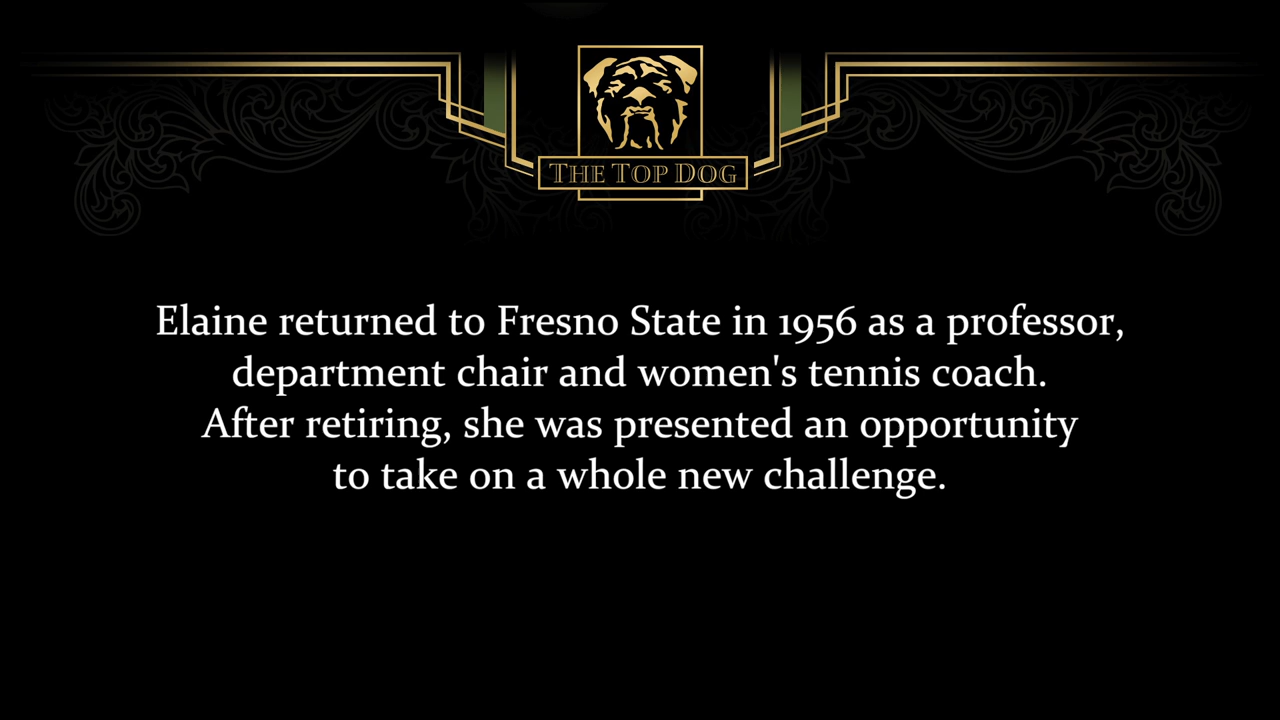 THE TOP DOG
Elaine returned to Fresno State in 1956 as a professor,
department chair and women's tennis coach.
After retiring, she was presented an opportunity
to take on a whole new challenge.